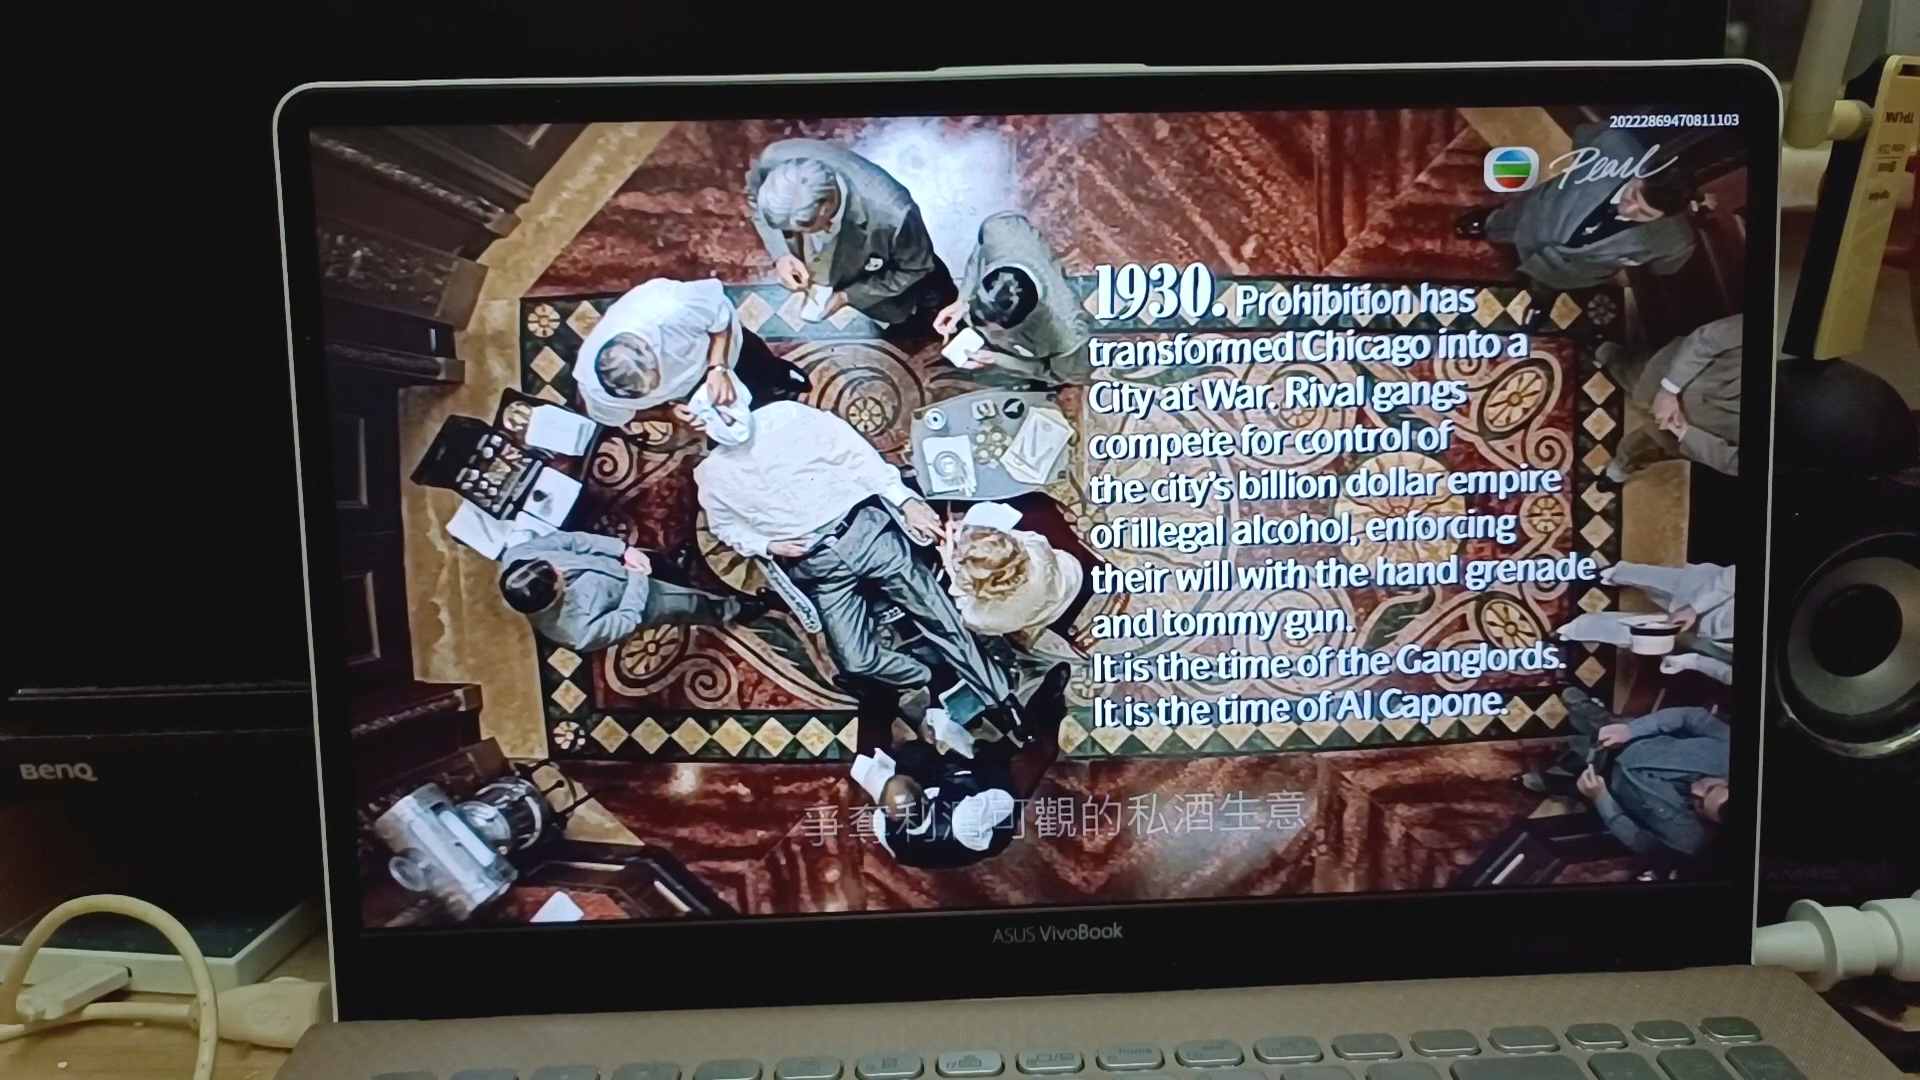 20222869470811103
Pearl
1930. Prohibition has
transformed Chicago into a
City at War. Rival gangs
compete for control of
the city's billion dollar empire
of illegal alcohol, enforcing
their will with the hand grenade
and tommy gun.
It is the time of the Ganglords.
It is the time of Al Capone.
爭奪利潤可觀的私酒生意
BenQ
ASUS VivoBook
TP-LINK
home